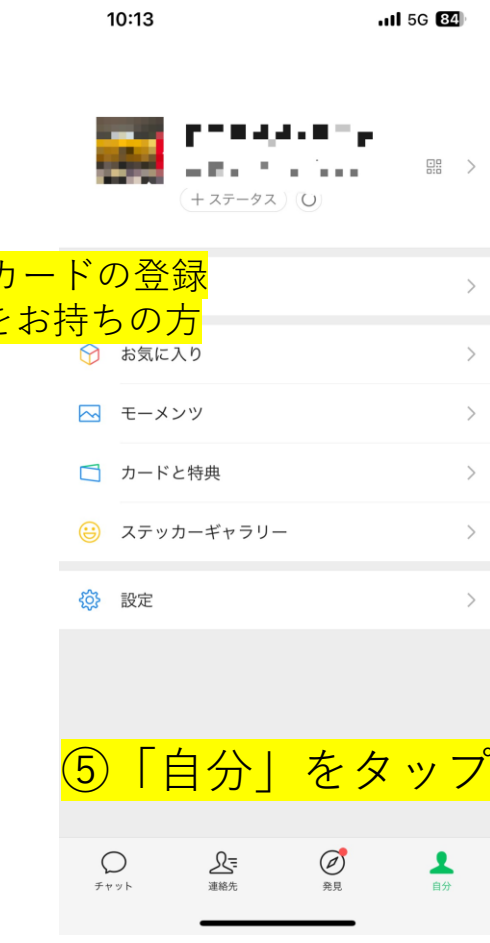 10:13
5G 84
＋ステータス
カードの登録
をお持ちの方
お気に入り
モーメンツ
カードと特典
ステッカーギャラリー
設定
⑤「自分」をタップ
チャット
連絡先
発見
自分